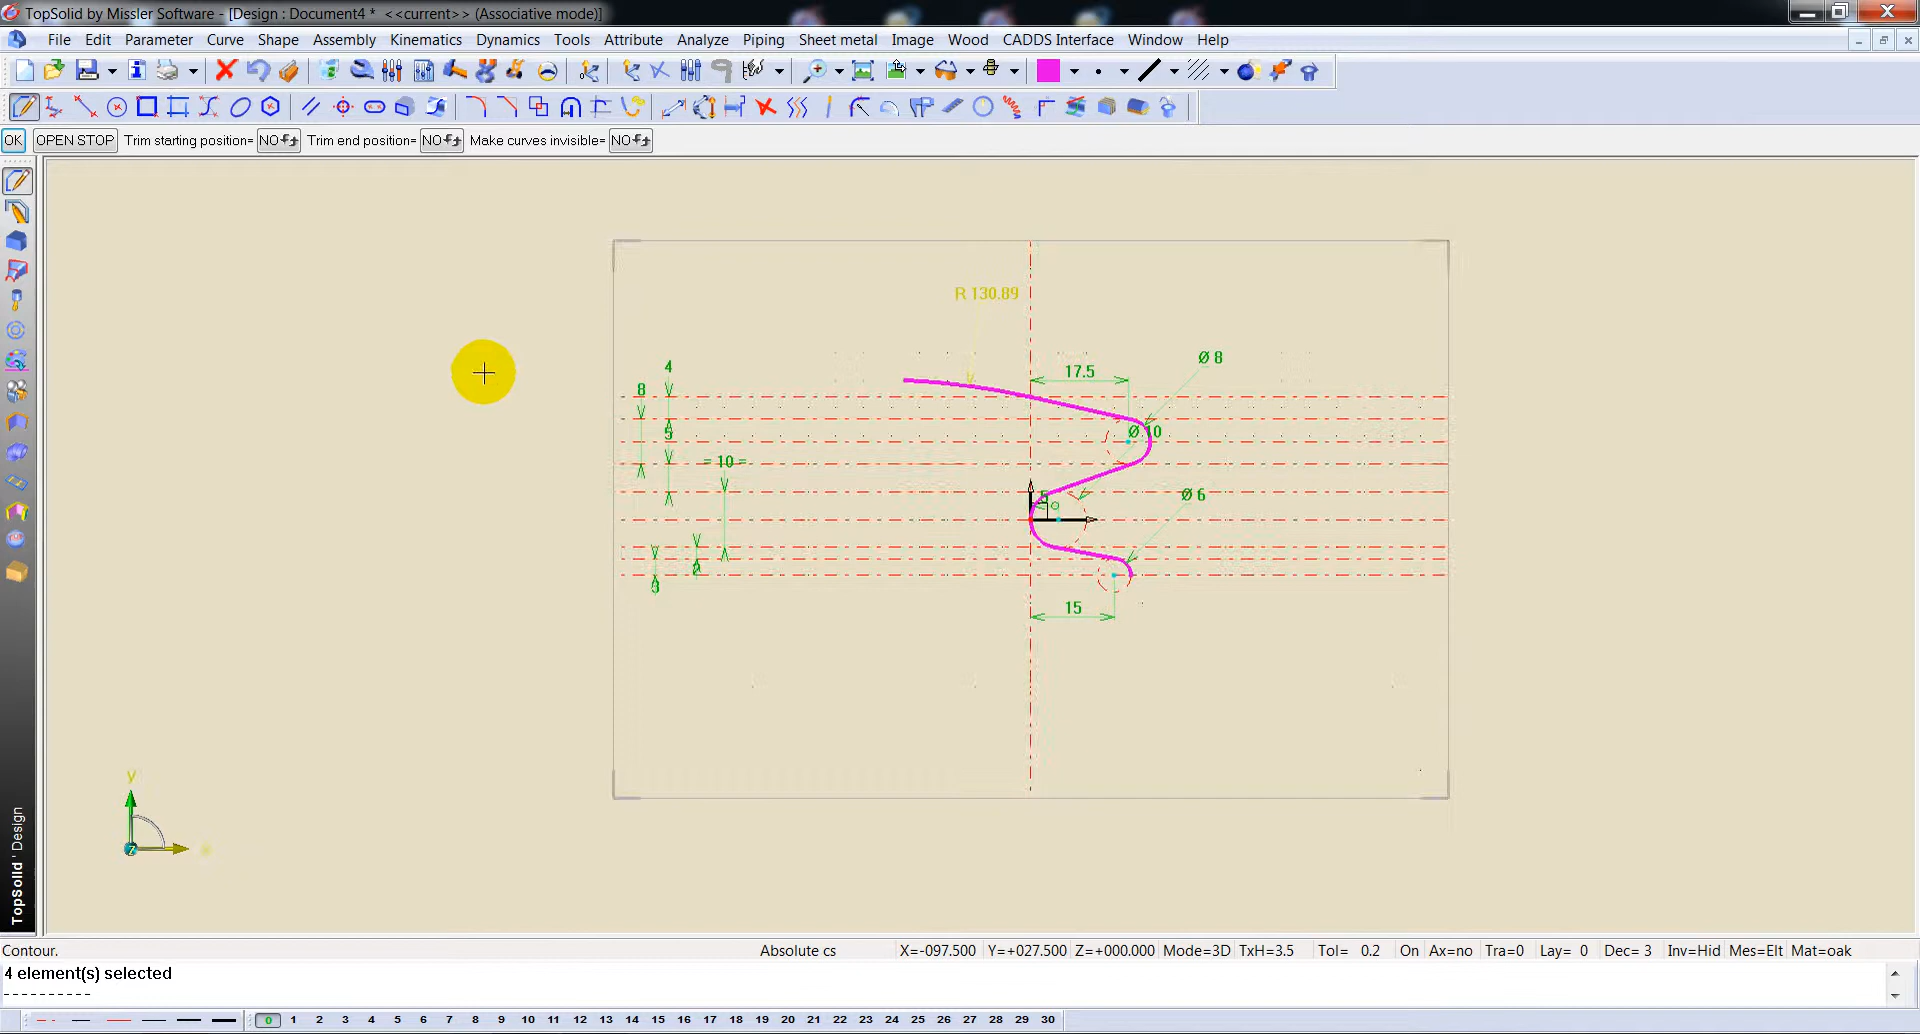 TopSolid by Missler Software - [Design : Document4 *  <<current>> (Associative mode)]
File Edit Parameter Curve Shape Assembly Kinematics Dynamics Tools Attribute Analyze Piping Sheet metal Image Wood CADDS Interface Window Help
OK OPEN STOP Trim starting position= NO Trim end position= NO Make curves invisible= NO
R 130.89
4
Ø 8
17.5
8
5
Ø 10
= 10 =
Ø 6
5
2
3
15
y
z
TopSolid ' Design
Contour. Absolute cs X=-097.500 Y=+027.500 Z=+000.000 Mode=3D TxH=3.5 Tol= 0.2 On Ax=no Tra=0 Lay= 0 Dec= 3 Inv=Hid Mes=Elt Mat=oak
4 element(s) selected
----------
0 1 2 3 4 5 6 7 8 9 10 11 12 13 14 15 16 17 18 19 20 21 22 23 24 25 26 27 28 29 30